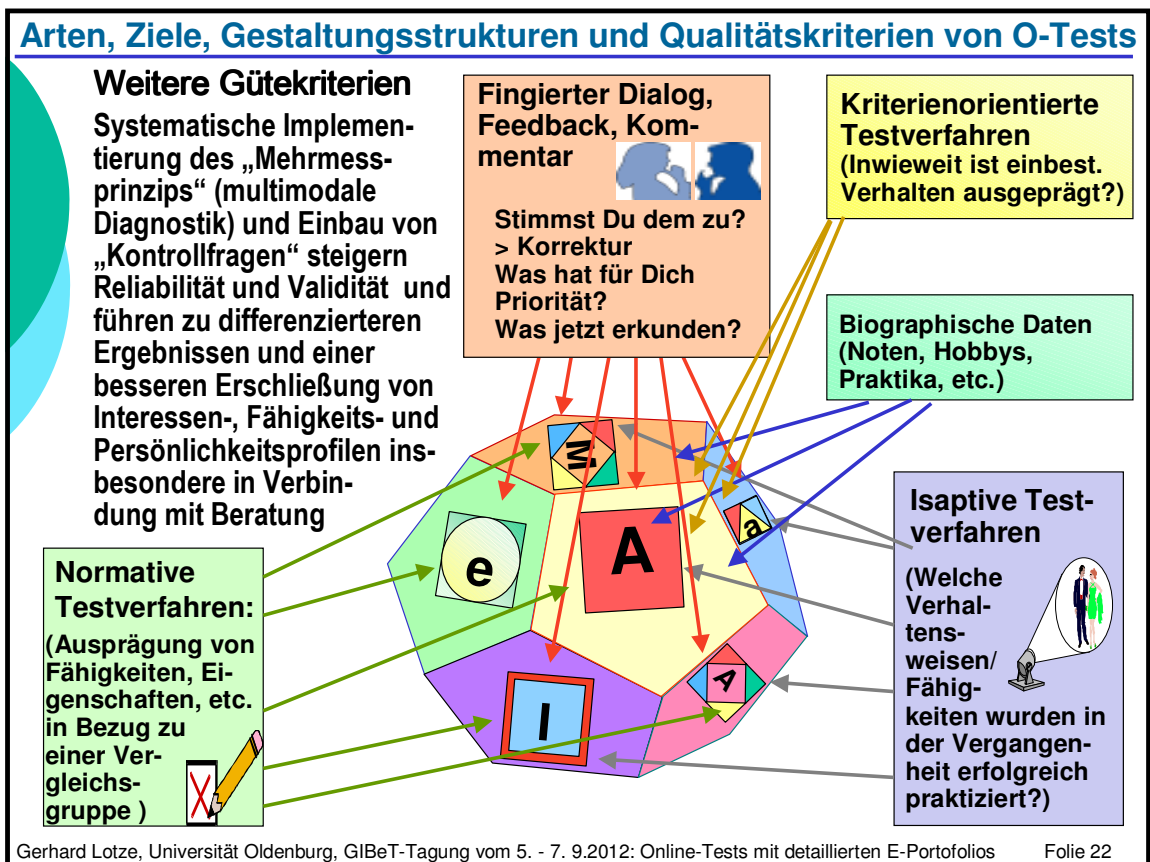 Arten, Ziele, Gestaltungsstrukturen und Qualitätskriterien von O-Tests
Weitere Gütekriterien
Systematische Implemen-
tierung des „Mehrmess-
prinzips“ (multimodale
Diagnostik) und Einbau von
„Kontrollfragen“ steigern
Reliabilität und Validität und
führen zu differenzierteren
Ergebnissen und einer
besseren Erschließung von
Interessen-, Fähigkeits- und
Persönlichkeitsprofilen ins-
besondere in Verbin-
dung mit Beratung
Fingierter Dialog,
Feedback, Kom-
mentar
Stimmst Du dem zu?
> Korrektur
Was hat für Dich
Priorität?
Was jetzt erkunden?
Kriterienorientierte
Testverfahren
(Inwieweit ist einbest.
Verhalten ausgeprägt?)
Biographische Daten
(Noten, Hobbys,
Praktika, etc.)
Isaptive Test-
verfahren
(Welche
Verhal-
tens-
weisen/
Fähig-
keiten wurden in
der Vergangen-
heit erfolgreich
praktiziert?)
Normative
Testverfahren:
(Ausprägung von
Fähigkeiten, Ei-
genschaften, etc.
in Bezug zu
einer Ver-
gleichs-
gruppe )
M
e
A
a
A
I
Gerhard Lotze, Universität Oldenburg, GIBeT-Tagung vom 5. - 7. 9.2012: Online-Tests mit detaillierten E-Portofolios Folie 22